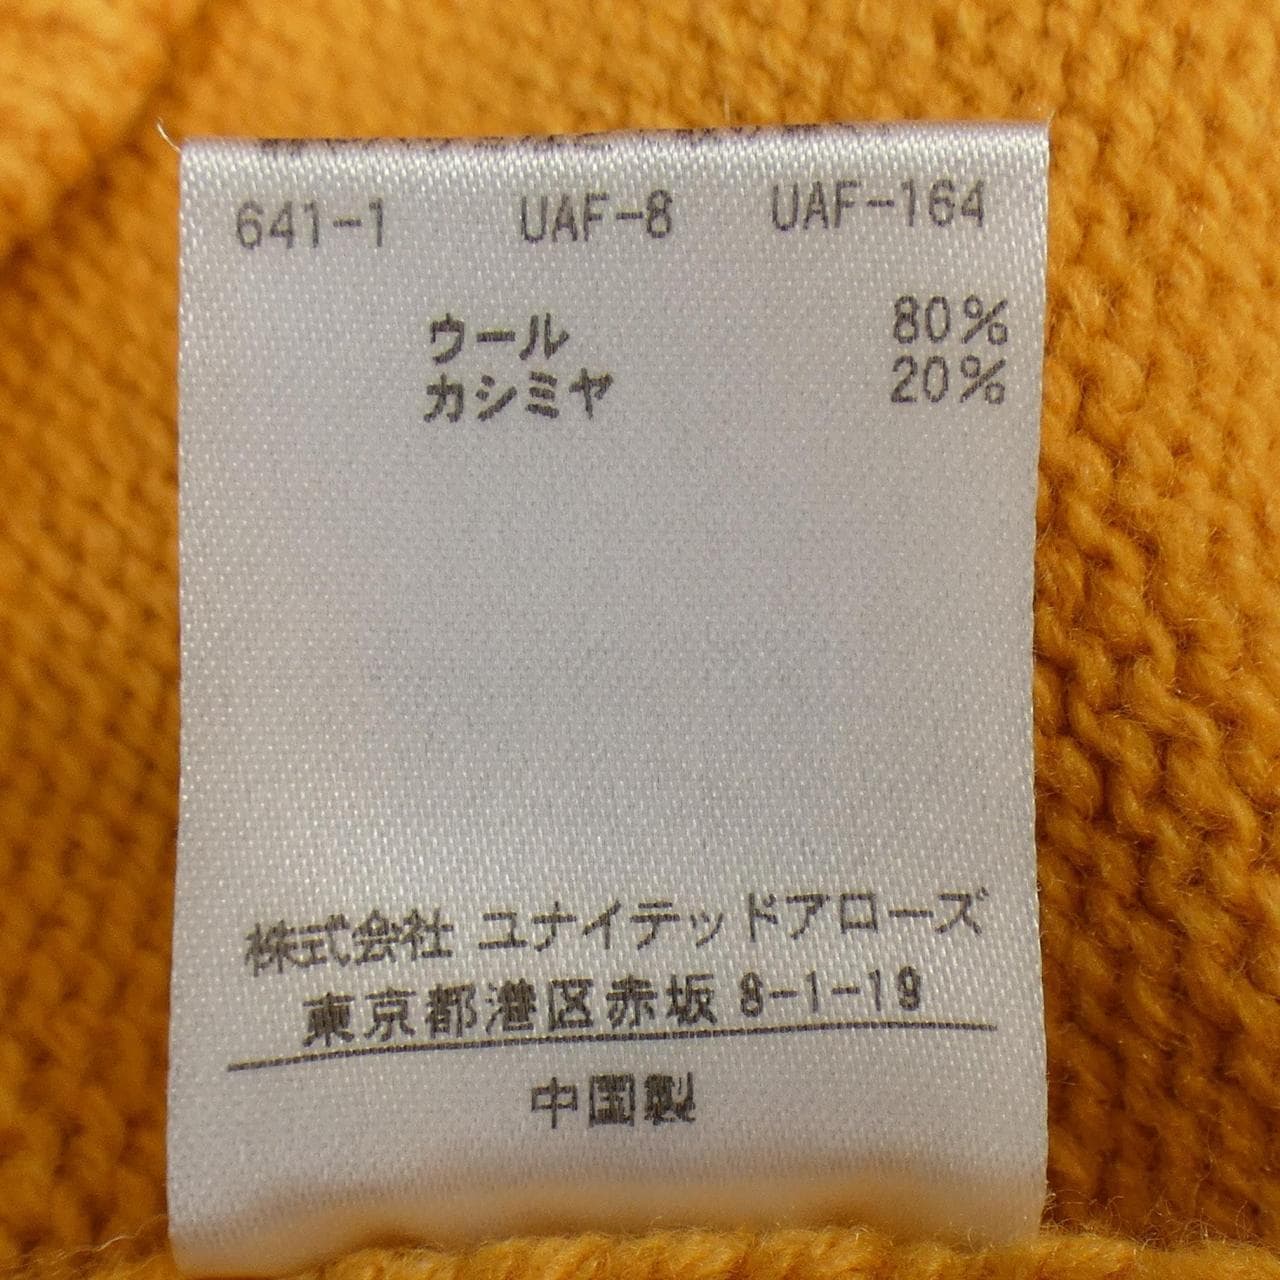 641-1 UAF-8 UAF-164
ウール 80%
カシミヤ 20%
株式会社 ユナイテッドアローズ
東京都港区赤坂 8-1-19
中国製